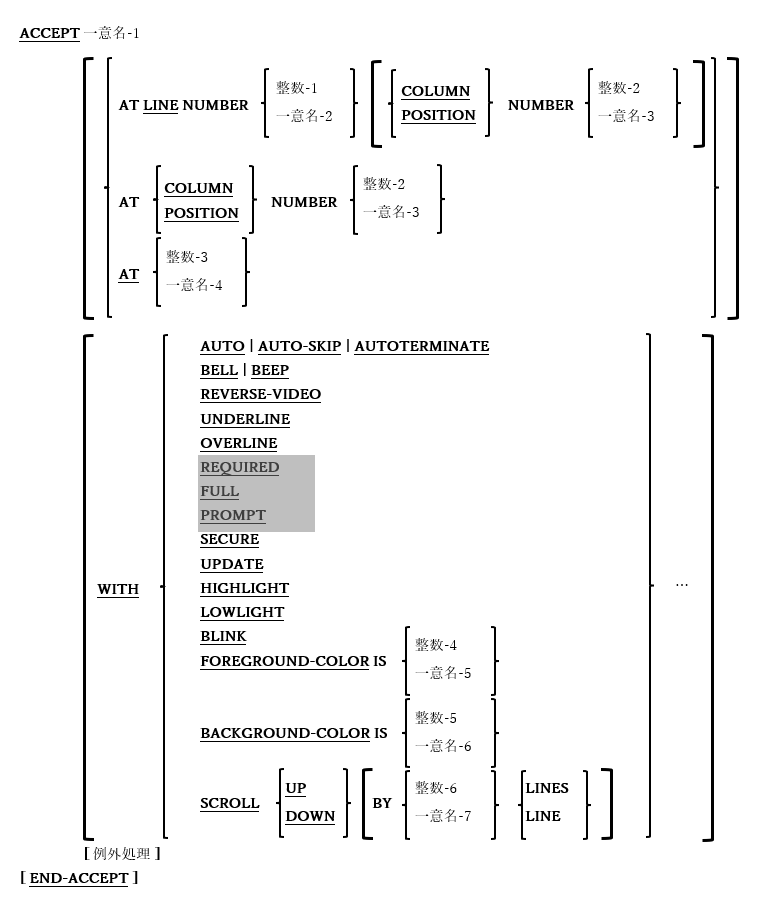 ACCEPT 一意名-1
整数-1
一意名-2
AT LINE NUMBER
COLUMN
POSITION
NUMBER
整数-2
一意名-3
AT
COLUMN
POSITION
NUMBER
整数-2
一意名-3
AT
整数-3
一意名-4
WITH
AUTO | AUTO-SKIP | AUTOTERMINATE
BELL | BEEP
REVERSE-VIDEO
UNDERLINE
OVERLINE
REQUIRED
FULL
PROMPT
SECURE
UPDATE
HIGHLIGHT
LOWLIGHT
BLINK
FOREGROUND-COLOR IS
整数-4
一意名-5
BACKGROUND-COLOR IS
整数-5
一意名-6
SCROLL
UP
DOWN
BY
整数-6
一意名-7
LINES
LINE
…
[ 例外処理 ]
[ END-ACCEPT ]